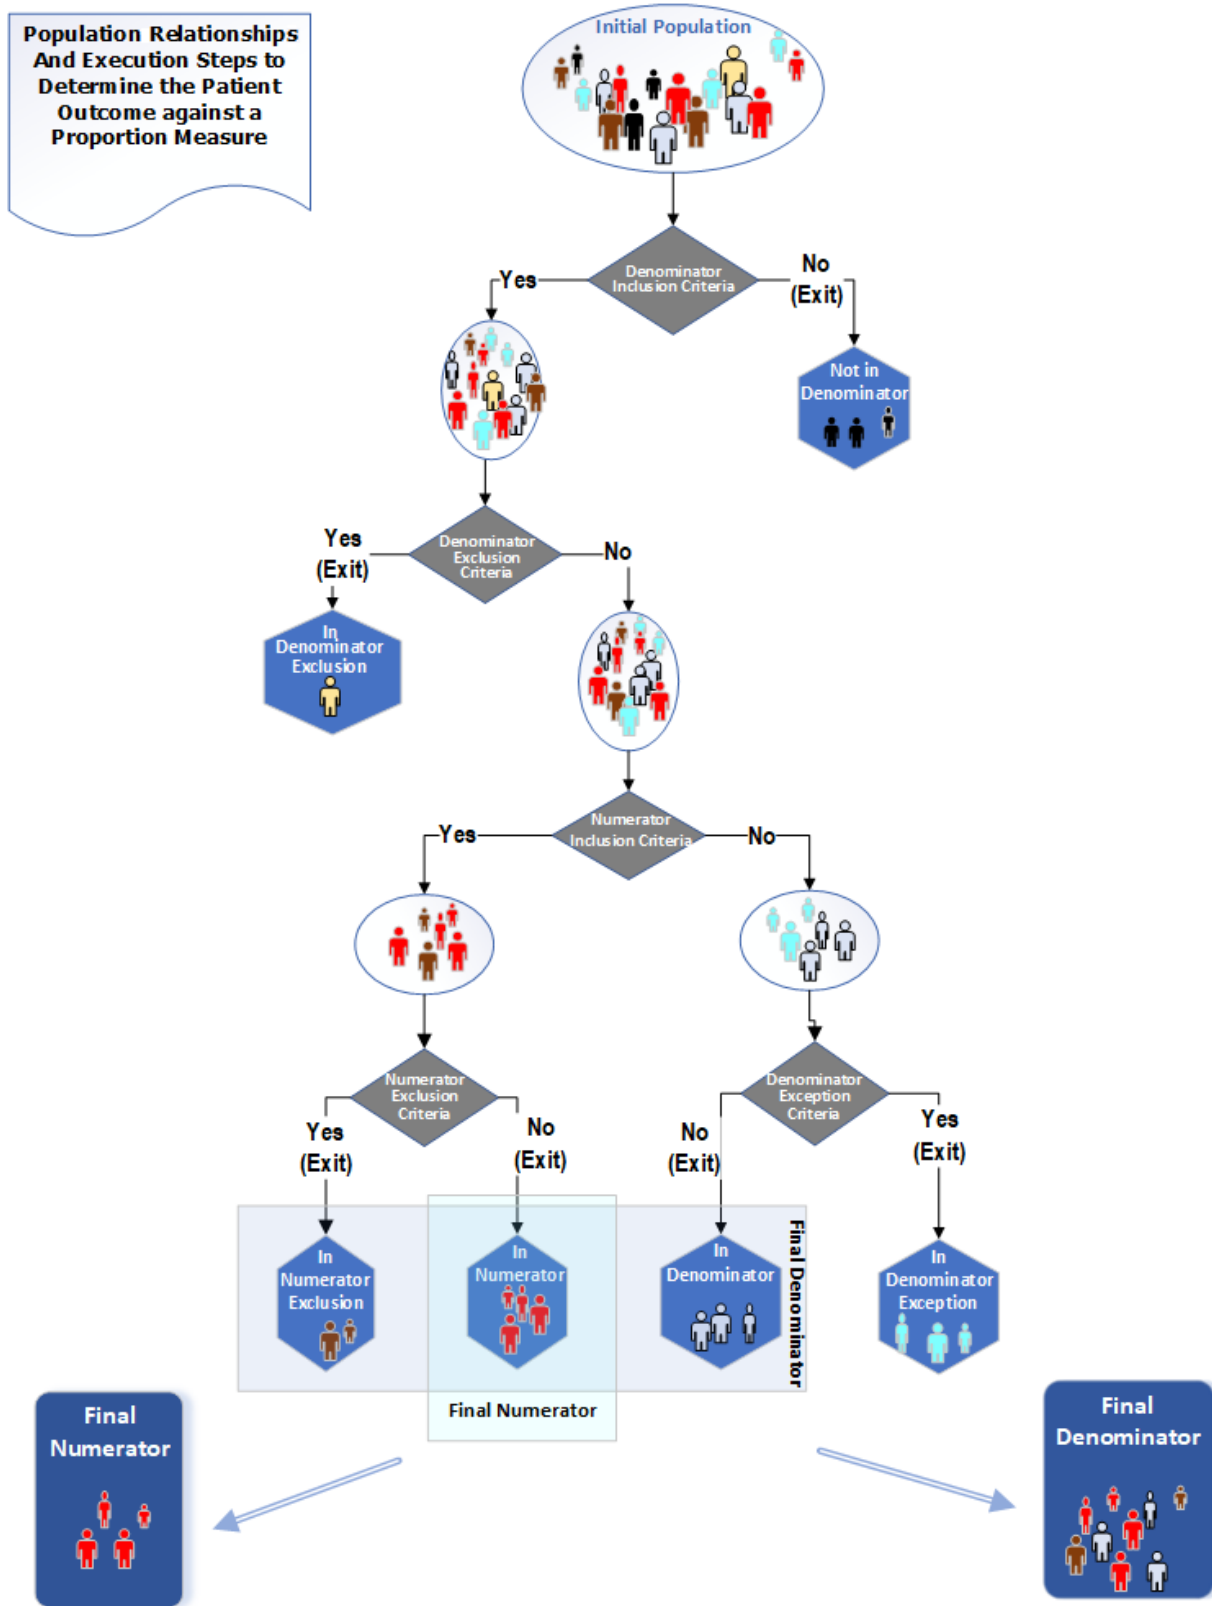 Population Relationships
And Execution Steps to
Determine the Patient
Outcome against a
Proportion Measure
Initial Population
Denominator
Inclusion Criteria
Yes
No
(Exit)
Not in
Denominator
Denominator
Exclusion
Criteria
Yes
(Exit)
No
In
Denominator
Exclusion
Numerator
Inclusion Criteria
Yes
No
Numerator
Exclusion
Criteria
Denominator
Exception
Criteria
Yes
(Exit)
No
(Exit)
No
(Exit)
Yes
(Exit)
In
Numerator
Exclusion
In
Numerator
In
Denominator
Final Denominator
In
Denominator
Exception
Final Numerator
Final
Numerator
Final
Denominator